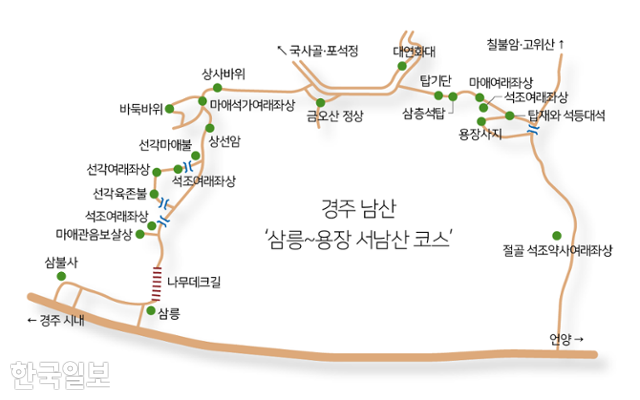 ↖ 국사골·포석정
대연화대
칠불암·고위산 ↑
상사바위
탑기단
마애여래좌상
석조여래좌상
바둑바위
마애석가여래좌상
금오산 정상
삼층석탑
탑재와 석등대석
용장사지
상선암
선각마애불
선각여래좌상
석조여래좌상
선각육존불
석조여래좌상
마애관음보살상
경주 남산
‘삼릉~용장 서남산 코스’
절골 석조약사여래좌상
삼불사
나무데크길
삼릉
← 경주 시내
언양 →
한국일보